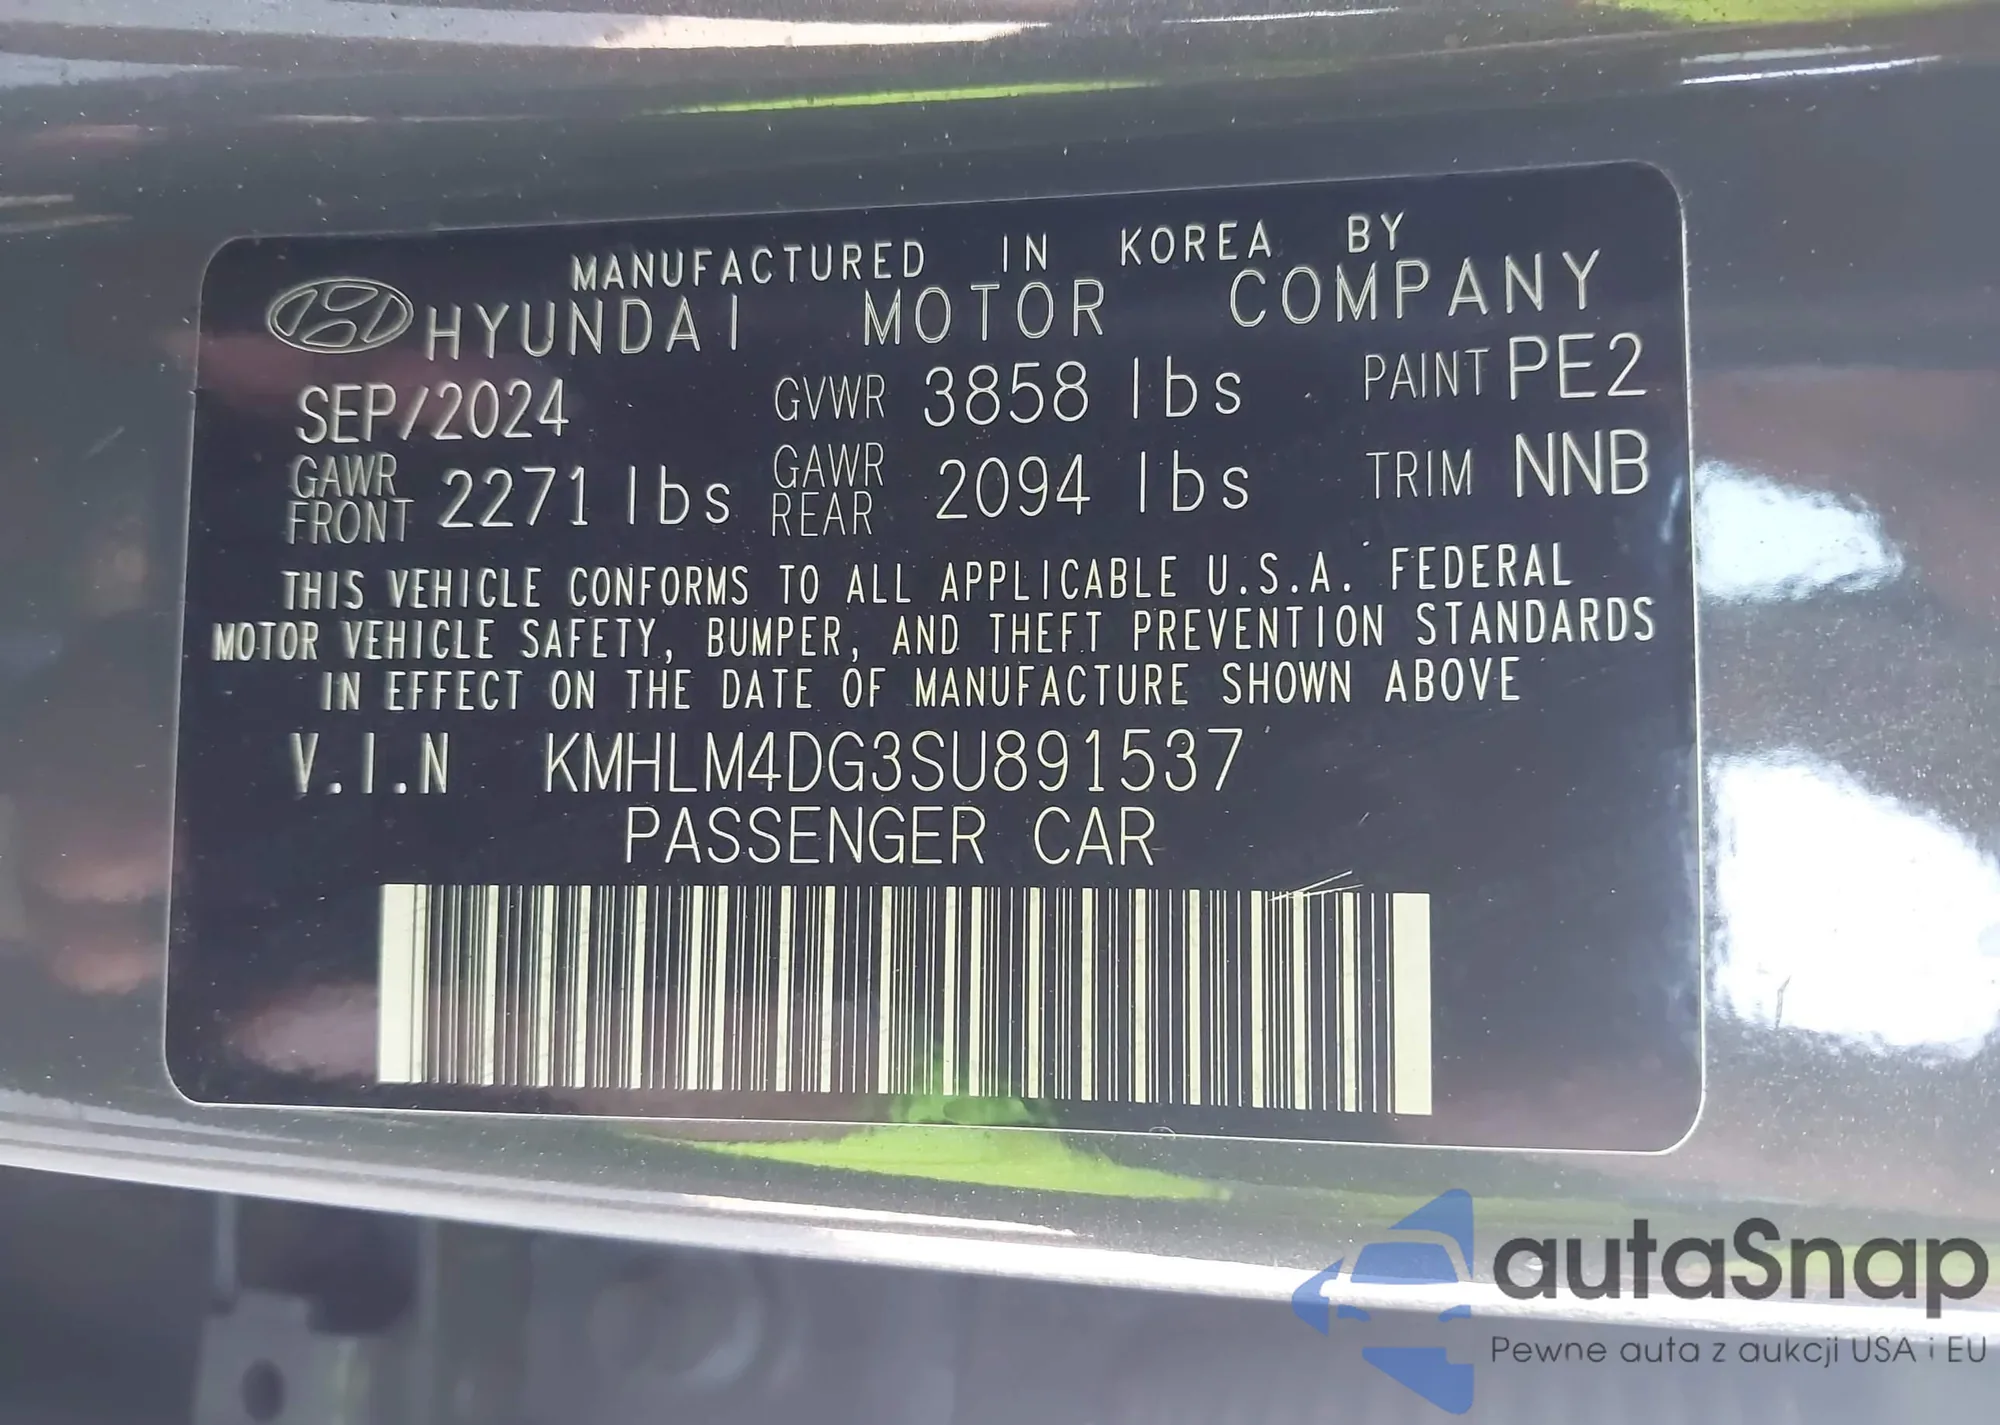 MANUFACTURED IN KOREA BY
HYUNDAI MOTOR COMPANY
SEP/2024 GVWR 3858 lbs PAINT PE2
GAWR FRONT 2271 lbs GAWR REAR 2094 lbs TRIM NNB
THIS VEHICLE CONFORMS TO ALL APPLICABLE U.S.A. FEDERAL
MOTOR VEHICLE SAFETY, BUMPER, AND THEFT PREVENTION STANDARDS
IN EFFECT ON THE DATE OF MANUFACTURE SHOWN ABOVE
V.I.N KMHLM4DG3SU891537
PASSENGER CAR
autaSnap
Pewne auta z aukcji USA i EU